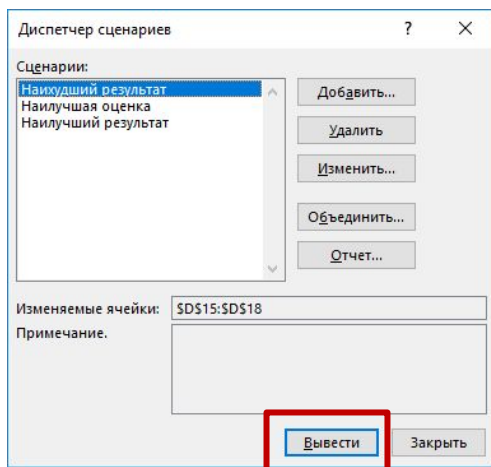 Диспетчер сценариев ?
Сценарии:
Наихудший результат
Наилучшая оценка
Наилучший результат
Добавить...
Удалить
Изменить...
Объединить...
Отчет...
Изменяемые ячейки: $D$15:$D$18
Примечание.
Вывести Закрыть